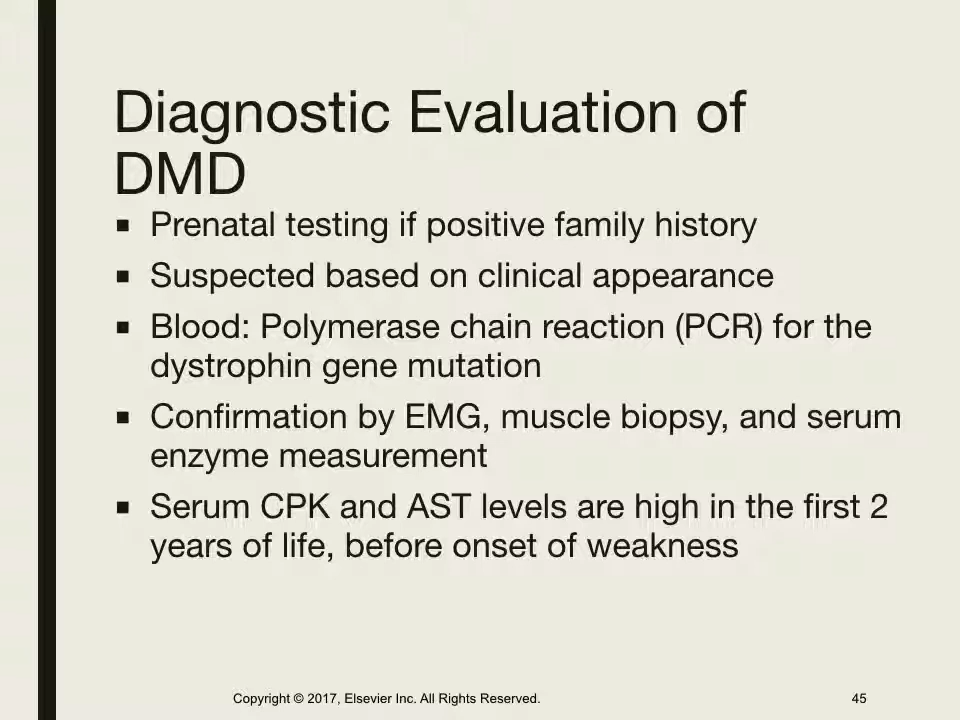 Diagnostic Evaluation of
DMD
▪ Prenatal testing if positive family history
▪ Suspected based on clinical appearance
▪ Blood: Polymerase chain reaction (PCR) for the
dystrophin gene mutation
▪ Confirmation by EMG, muscle biopsy, and serum
enzyme measurement
▪ Serum CPK and AST levels are high in the first 2
years of life, before onset of weakness
Copyright © 2017, Elsevier Inc. All Rights Reserved. 45